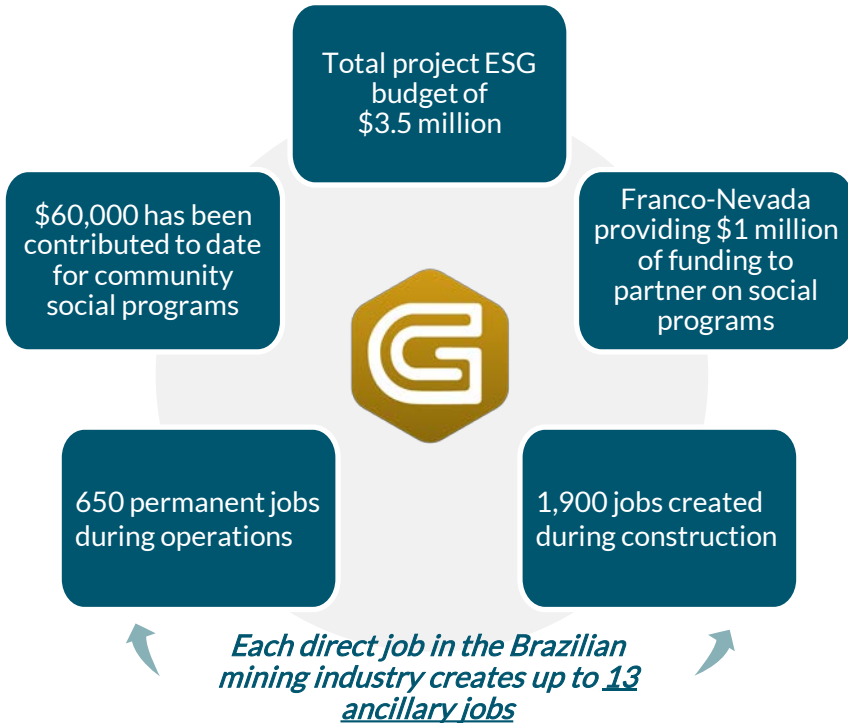 Total project ESG
budget of
$3.5 million
$60,000 has been
contributed to date
for community
social programs
Franco-Nevada
providing $1 million
of funding to
partner on social
programs
650 permanent jobs
during operations
1,900 jobs created
during construction
Each direct job in the Brazilian
mining industry creates up to 13
ancillary jobs